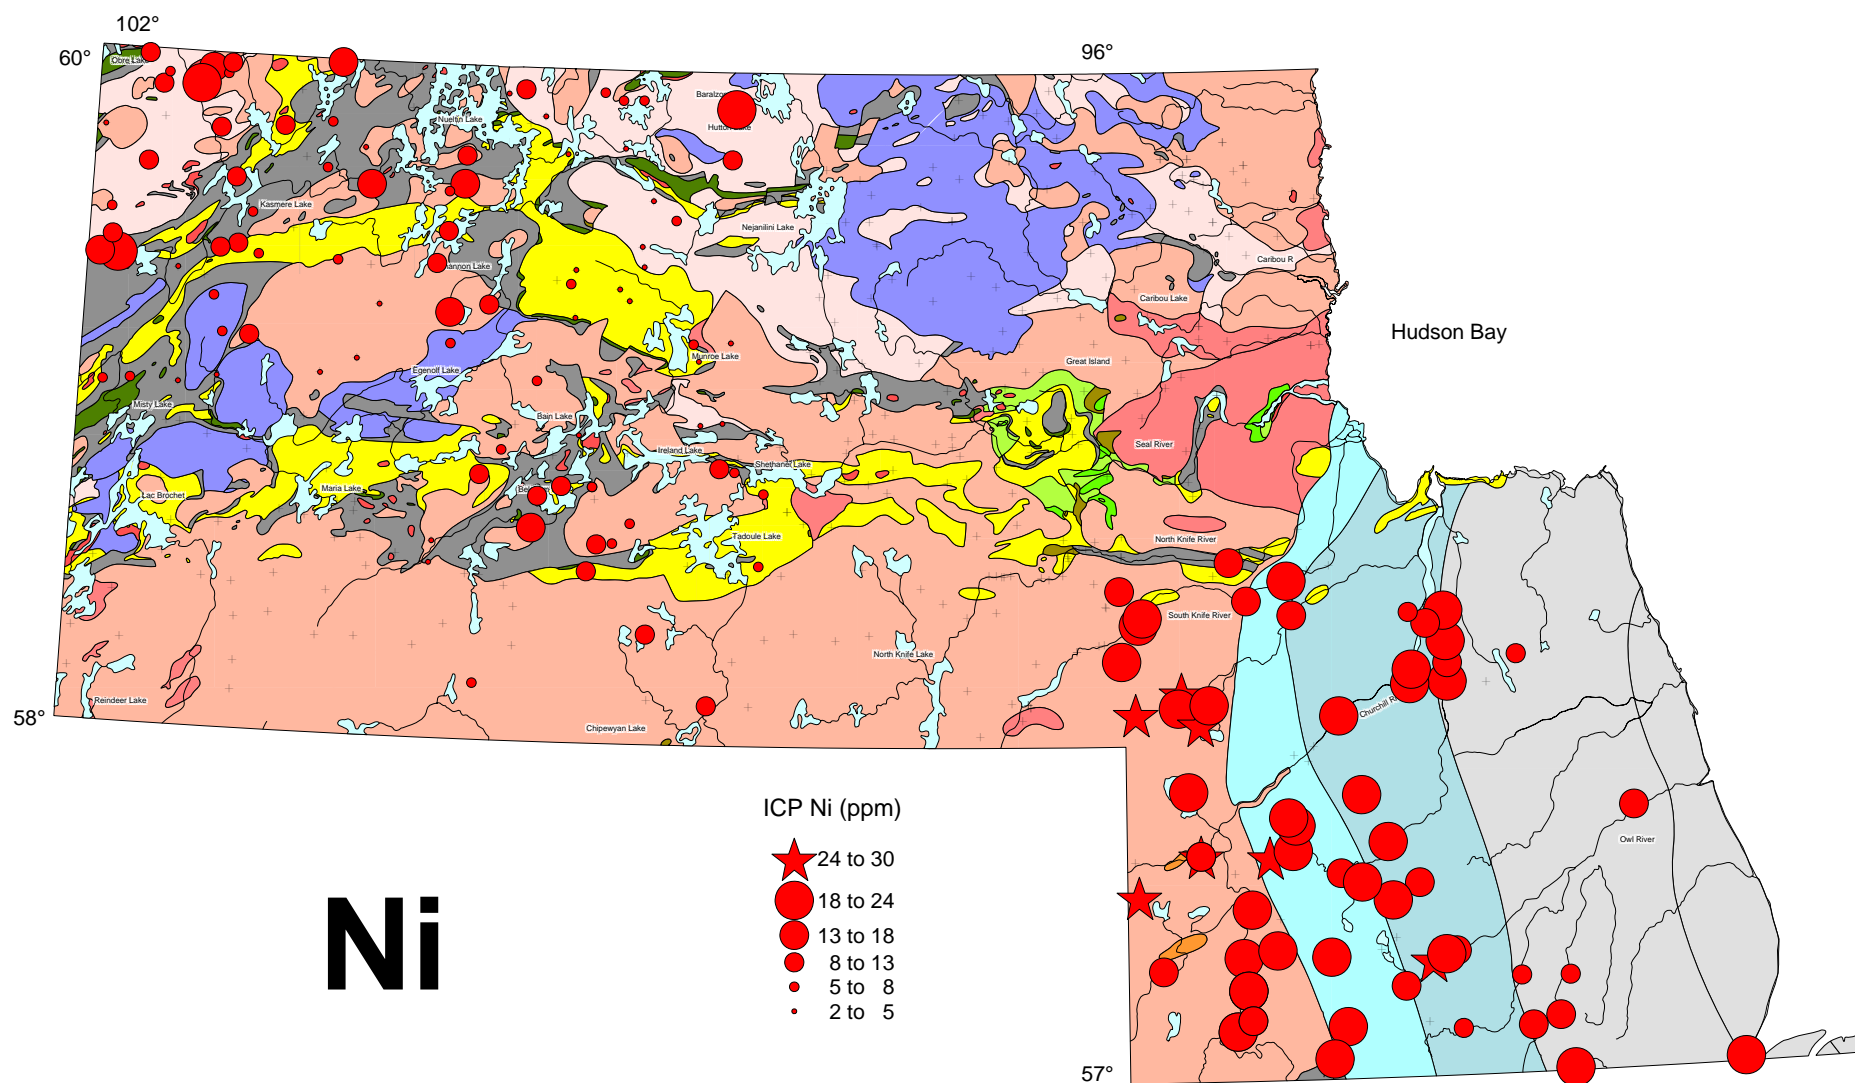 102°
96°
60°
Obre Lake
Nueltin Lake
Kasmere Lake
Nejanilini Lake
Caribou R
Caribou Lake
Hudson Bay
Munroe Lake
Great Island
Egenolf Lake
Misty Lake
Bain Lake
Seal River
Ireland Lake
Shethanei Lake
Maria Lake
Lac Brochet
Tadoule Lake
North Knife River
South Knife River
North Knife Lake
Reindeer Lake
Churchill
58°
Chipewyan Lake
ICP Ni (ppm)
24 to 30
18 to 24
13 to 18
8 to 13
5 to 8
2 to 5
Owl River
Ni
57°